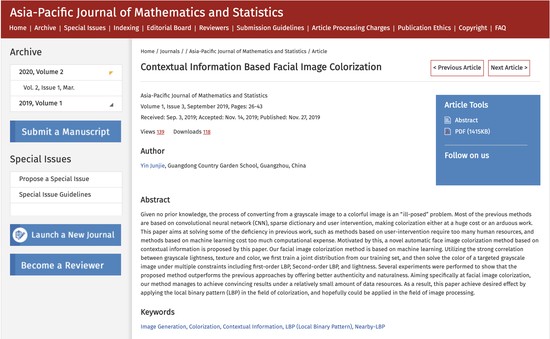 Asia-Pacific Journal of Mathematics and Statistics
Home | Archive | Special Issues | Indexing | Editorial Board | Reviewers | Submission Guidelines | Article Processing Charges | Publication Ethics | Copyright | FAQ
Archive
2020, Volume 2
Vol. 2, Issue 1, Mar.
2019, Volume 1
Submit a Manuscript
Special Issues
Propose a Special Issue
Special Issue Guidelines
Launch a New Journal
Become a Reviewer
Home / Journals / / Asia-Pacific Journal of Mathematics and Statistics / Article
Contextual Information Based Facial Image Colorization
< Previous Article
Next Article >
Asia-Pacific Journal of Mathematics and Statistics
Volume 1, Issue 3, September 2019, Pages: 26-43
Received: Sep. 3, 2019; Accepted: Nov. 14, 2019; Published: Nov. 27, 2019
Views 139 Downloads 118
Article Tools
Abstract
PDF (1415KB)
Follow on us
Author
Yin Junjie, Guangdong Country Garden School, Guangzhou, China
Abstract
Given no prior knowledge, the process of converting from a grayscale image to a colorful image is an "ill-posed" problem. Most of the previous methods
are based on convolutional neural network (CNN), sparse dictionary and user intervention, making colorization either at a huge cost or an arduous work.
This paper aims at solving some of the deficiency in previous work, such as methods based on user-intervention require too many human resources, and
methods based on machine learning cost too much computational expense. Motivated by this, a novel automatic face image colorization method based on
contextual information is proposed by this paper. Our facial image colorization method is based on machine learning. Utilizing the strong correlation
between grayscale lightness, texture and color, we first train a joint distribution from our training set, and then solve the color of a targeted grayscale
image under multiple constraints including first-order LBP, Second-order LBP, and lightness. Several experiments were performed to show that the
proposed method outperforms the previous approaches by offering better authenticity and naturalness. Aiming specifically at facial image colorization,
our method manages to achieve convincing results under a relatively small amount of data resources. As a result, this paper achieve desired effect by
applying the local binary pattern (LBP) in the field of colorization, and hopefully could be applied in the field of image processing.
Keywords
Image Generation, Colorization, Contextual Information, LBP (Local Binary Pattern), Nearby-LBP